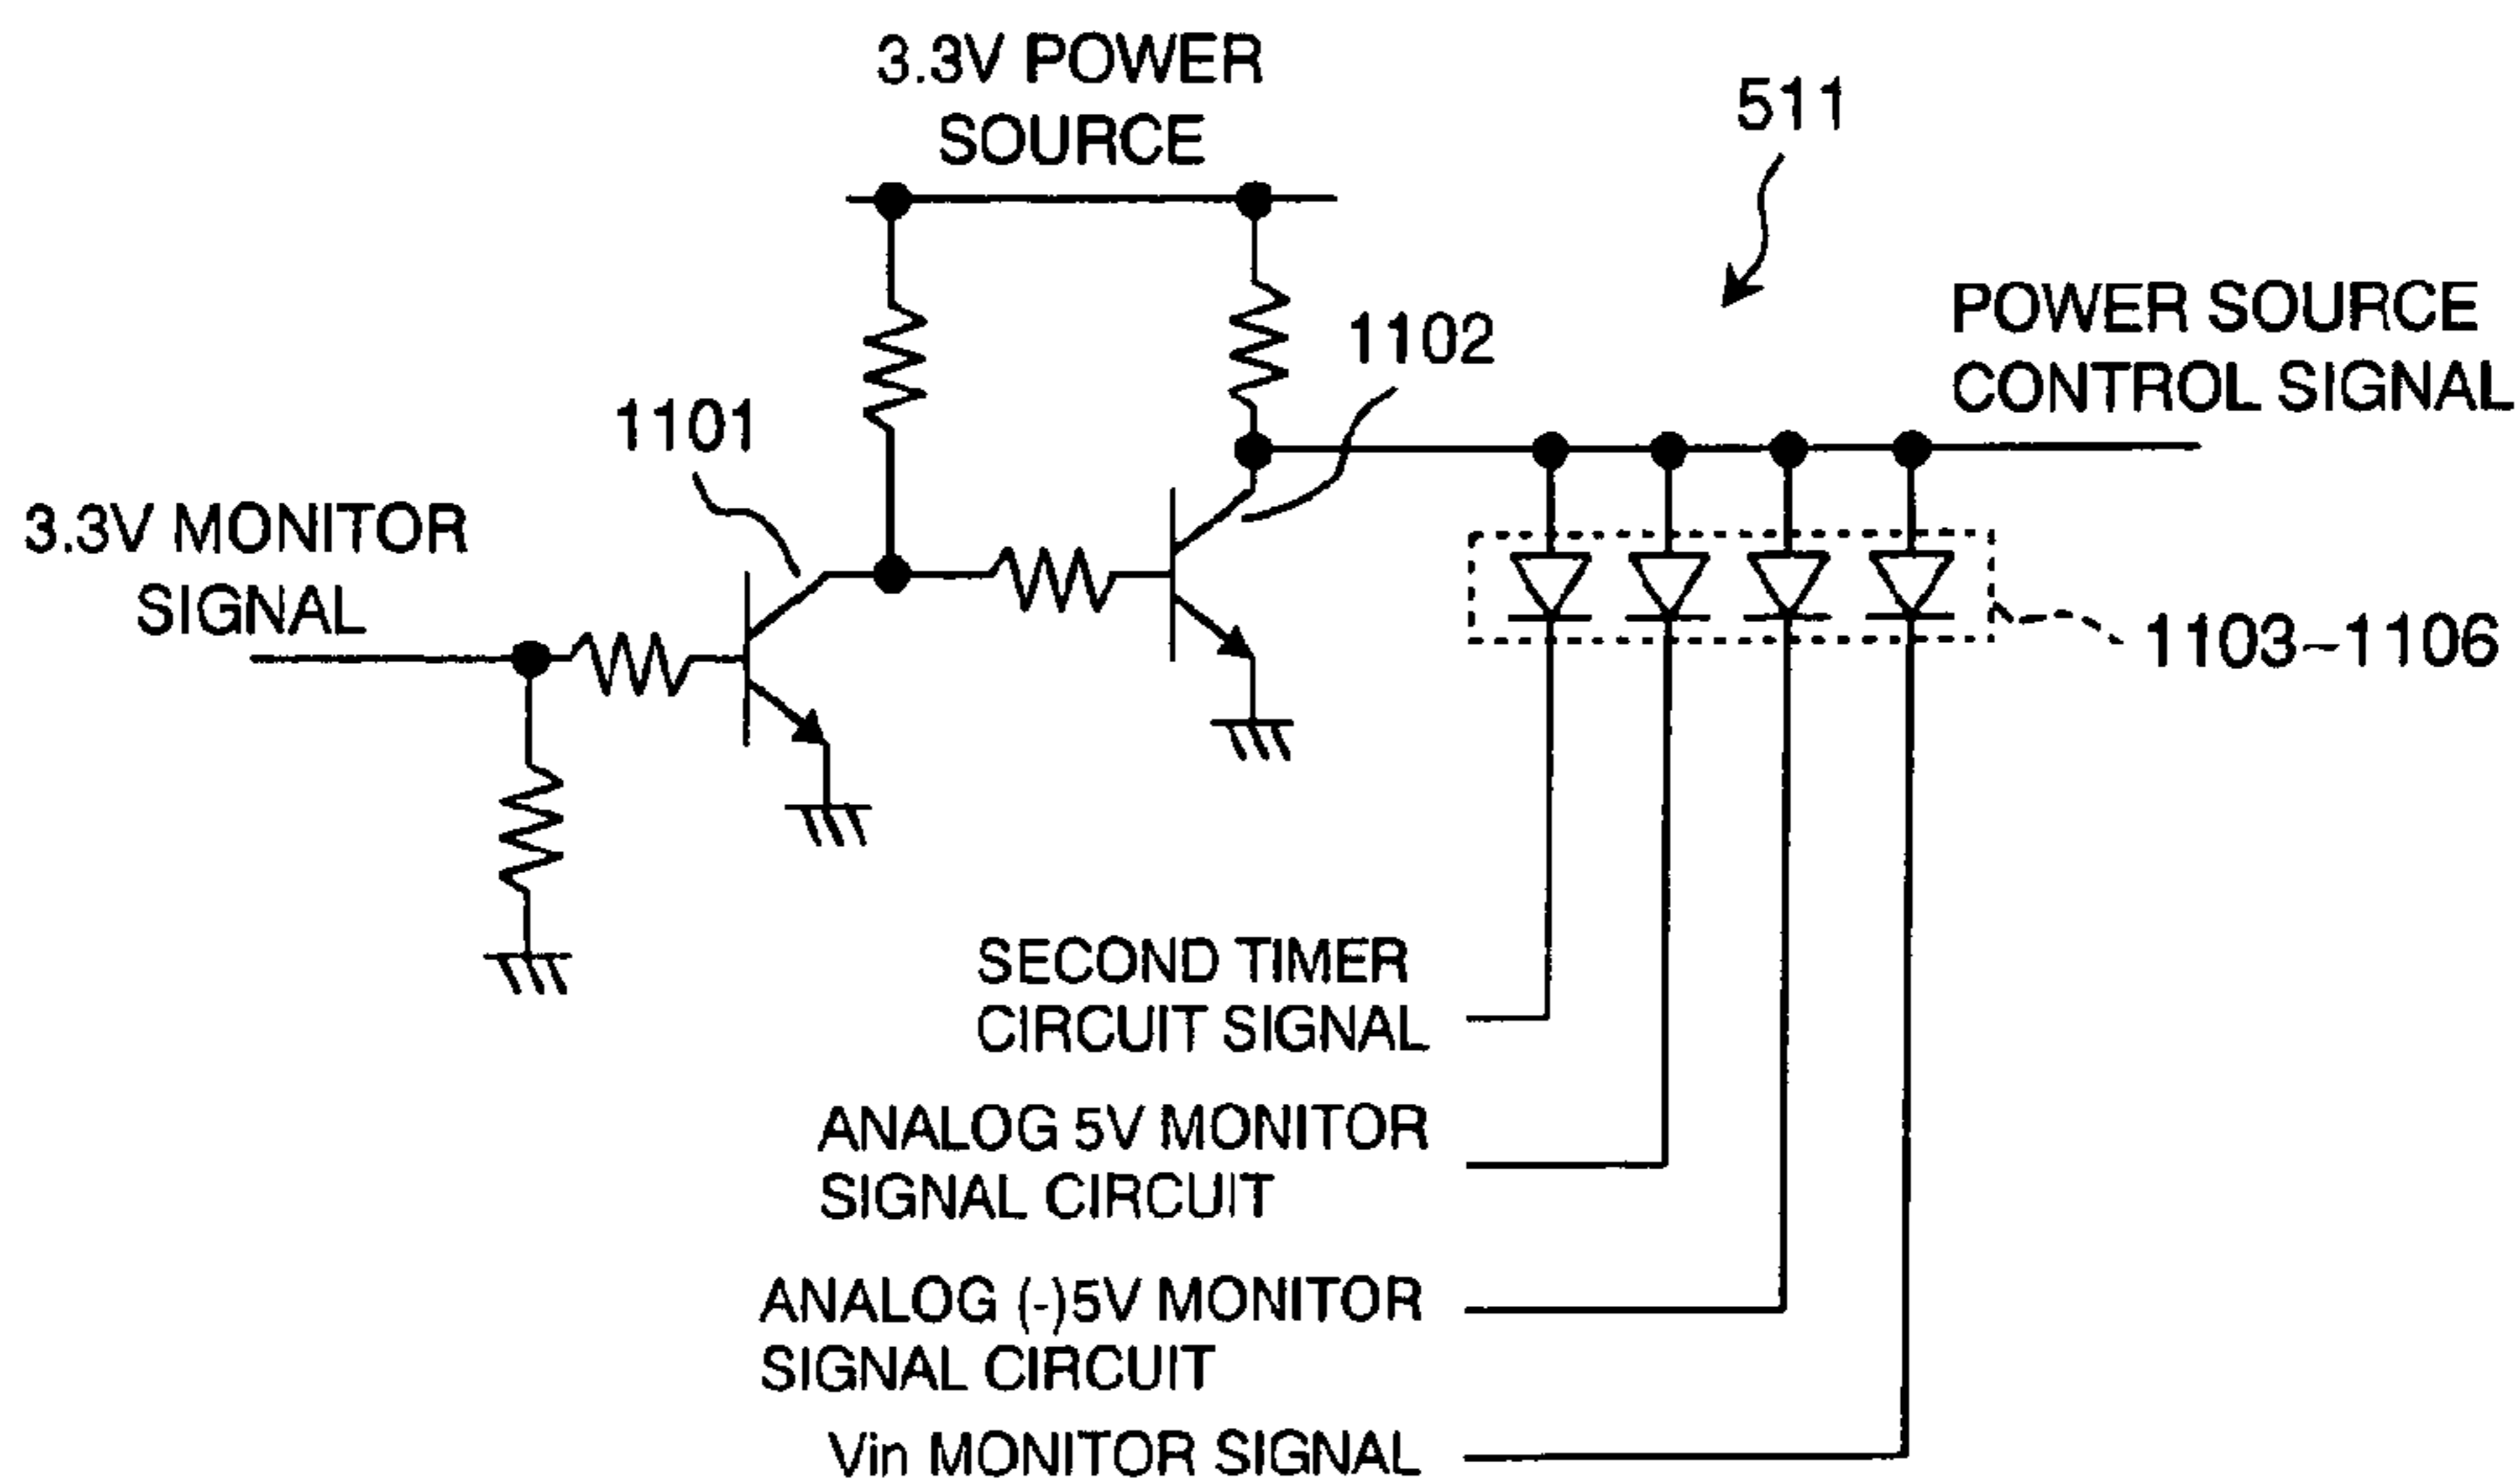 3.3V POWER
SOURCE
511
POWER SOURCE
CONTROL SIGNAL
1102
1101
3.3V MONITOR
SIGNAL
1103~1106
SECOND TIMER
CIRCUIT SIGNAL
ANALOG 5V MONITOR
SIGNAL CIRCUIT
ANALOG (-)5V MONITOR
SIGNAL CIRCUIT
Vin MONITOR SIGNAL